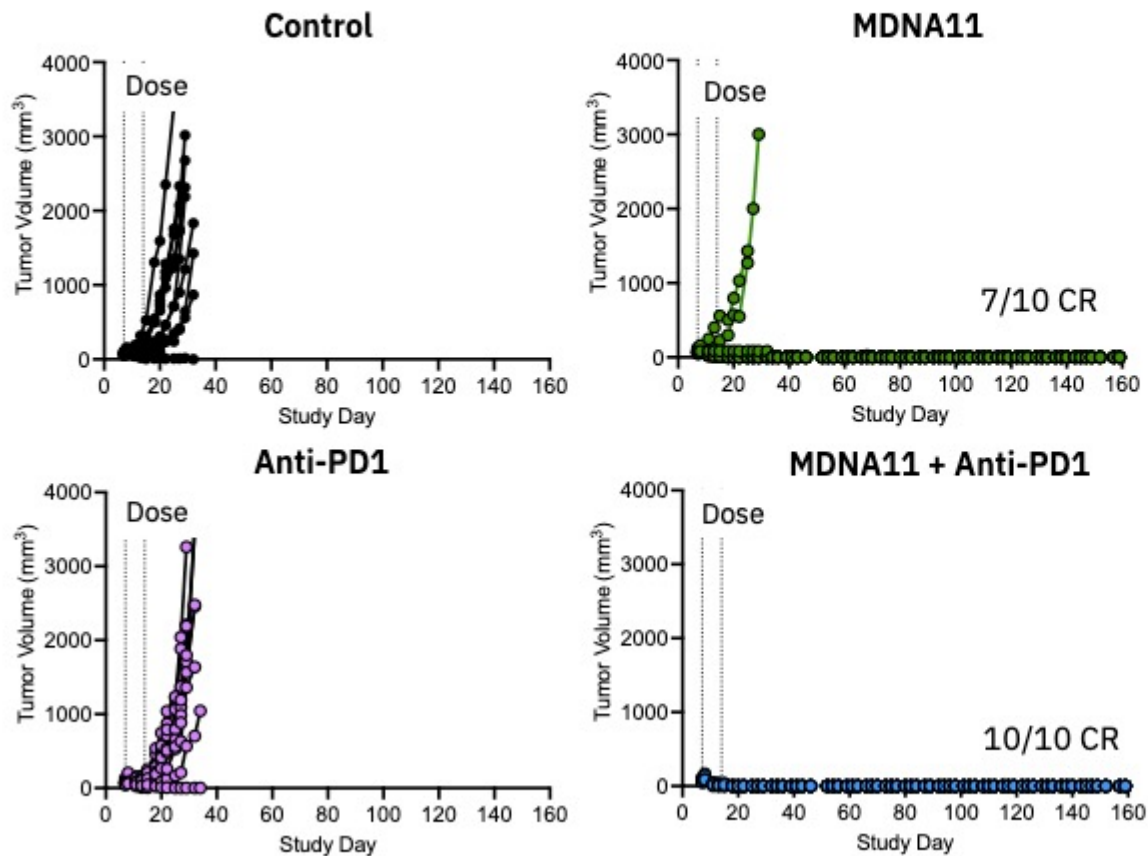 Control
4000
3000
2000
1000
0
Tumor Volume (mm³)
Dose
0 20 40 60 80 100 120 140 160
Study Day
MDNA11
4000
3000
2000
1000
0
Tumor Volume (mm³)
Dose
7/10 CR
0 20 40 60 80 100 120 140 160
Study Day
Anti-PD1
4000
3000
2000
1000
0
Tumor Volume (mm³)
Dose
0 20 40 60 80 100 120 140 160
Study Day
MDNA11 + Anti-PD1
4000
3000
2000
1000
0
Tumor Volume (mm³)
Dose
10/10 CR
0 20 40 60 80 100 120 140 160
Study Day